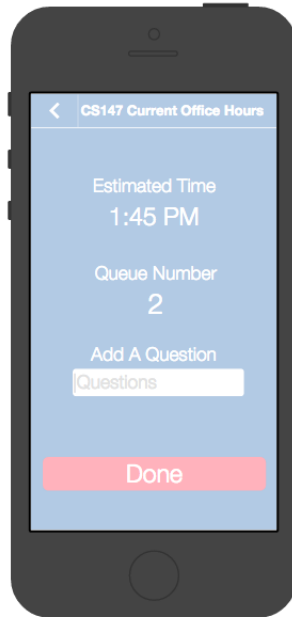 CS147 Current Office Hours
Estimated Time
1:45 PM
Queue Number
2
Add A Question
Questions
Done